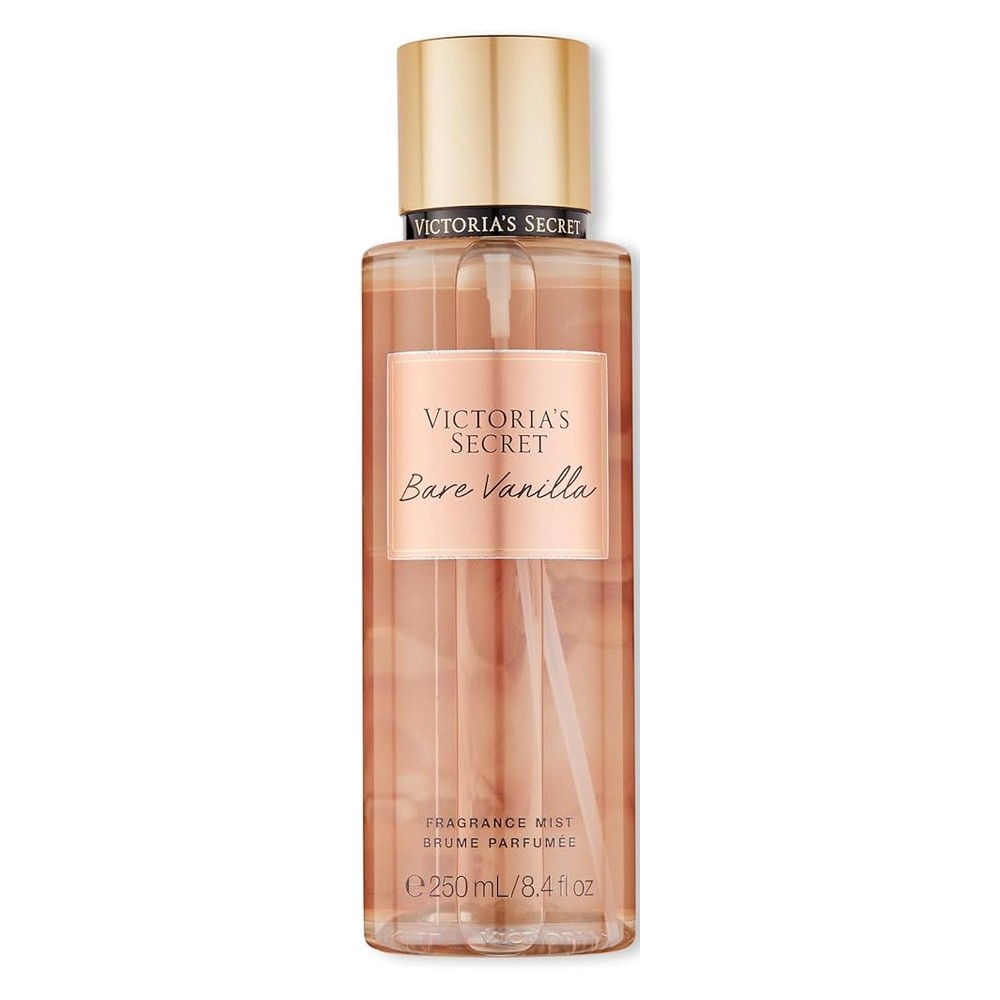 VICTORIA'S SECRET
VICTORIA'S
SECRET
Bare Vanilla
FRAGRANCE MIST
BRUME PARFUMÉE
℮ 250 mL/8.4 fl oz